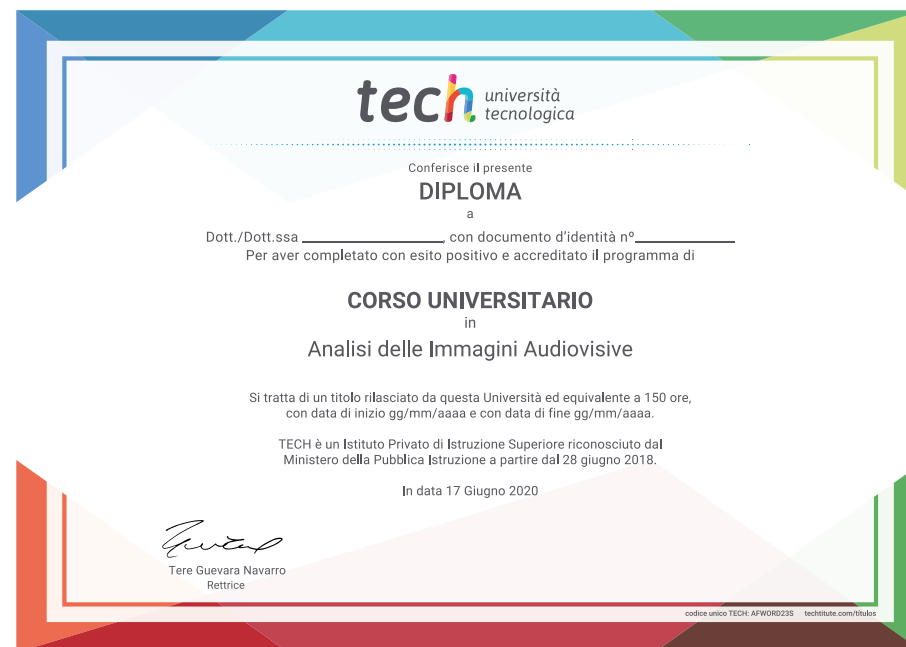 tech università
tecnologica
Conferisce il presente
DIPLOMA
a
Dott./Dott.ssa ____________, con documento d'identità nº____________
Per aver completato con esito positivo e accreditato il programma di
CORSO UNIVERSITARIO
in
Analisi delle Immagini Audiovisive
Si tratta di un titolo rilasciato da questa Università ed equivalente a 150 ore,
con data di inizio gg/mm/aaaa e con data di fine gg/mm/aaaa.
TECH è un Istituto Privato di Istruzione Superiore riconosciuto dal
Ministero della Pubblica Istruzione a partire dal 28 giugno 2018.
In data 17 Giugno 2020
Tere Guevara Navarro
Rettrice
codice unico TECH: AFWORD23S techtitute.com/titulos